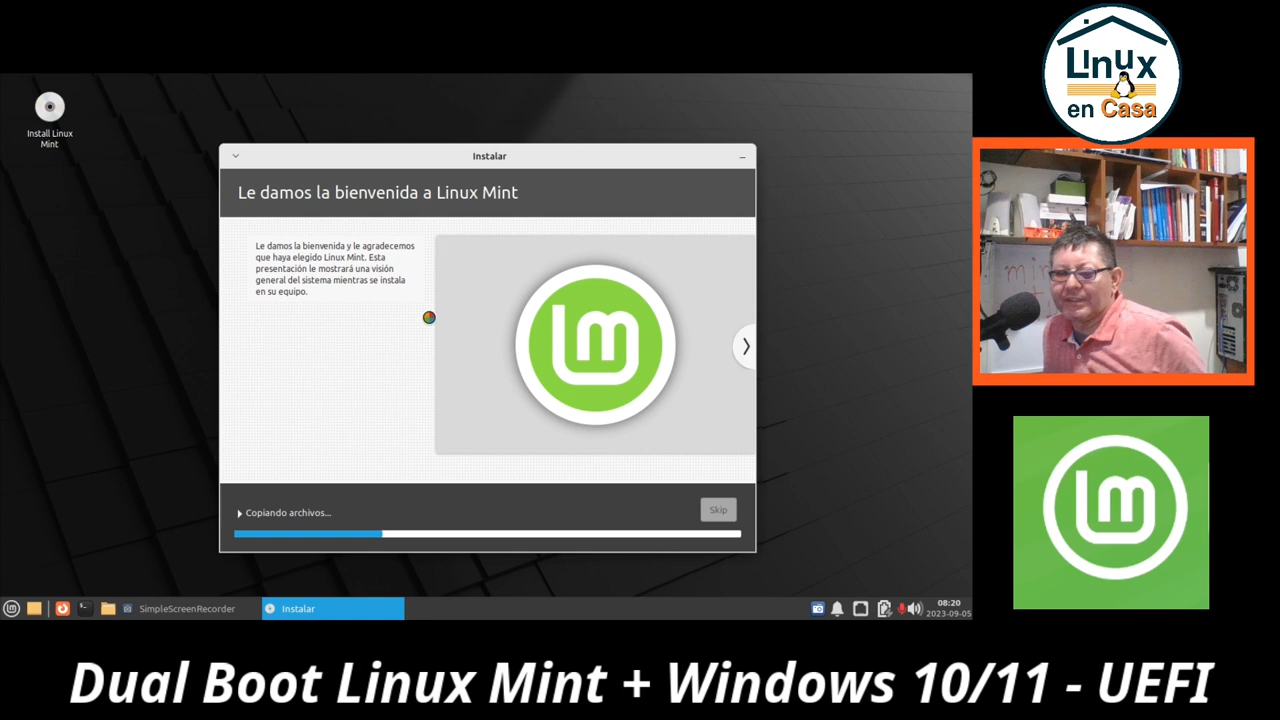 Linux
en Casa
Install Linux
Mint
Instalar
Le damos la bienvenida a Linux Mint
Le damos la bienvenida y le agradecemos
que haya elegido Linux Mint. Esta
presentación le mostrará una visión
general del sistema mientras se instala
en su equipo.
Copiando archivos...
Skip
SimpleScreenRecorder
Instalar
08:20
2023-09-05
Dual Boot Linux Mint + Windows 10/11 - UEFI